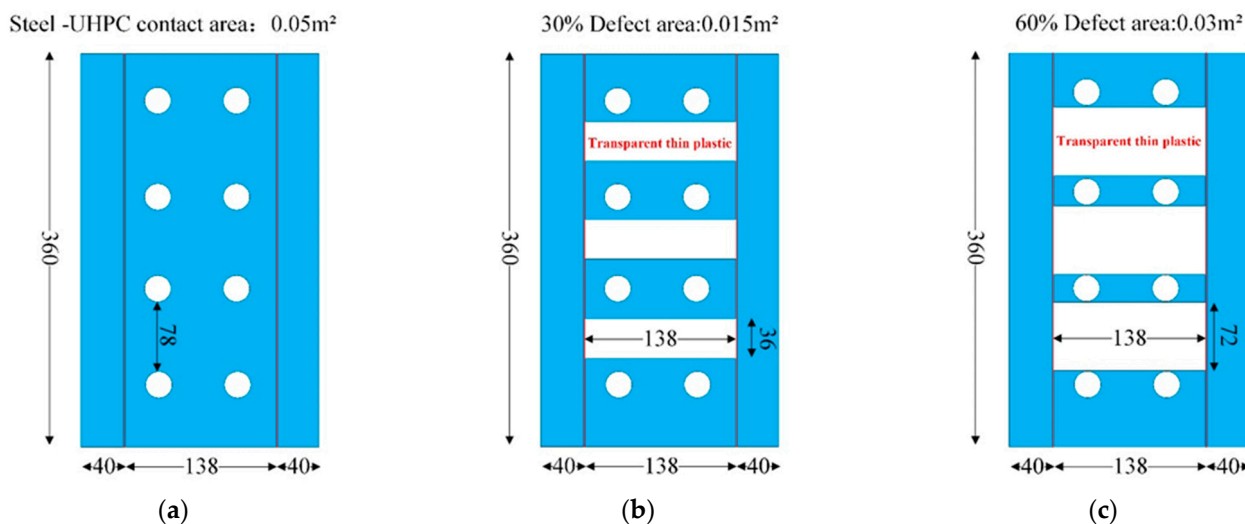 Steel -UHPC contact area： 0.05m²
360
78
40
138
40
(a)
30% Defect area:0.015m²
Transparent thin plastic
360
138
36
40
138
40
(b)
60% Defect area:0.03m²
Transparent thin plastic
360
138
72
40
138
40
(c)